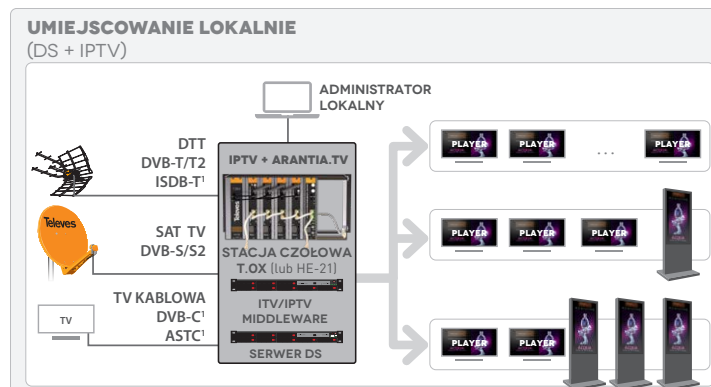 UMIEJSCOWANIE LOKALNIE
(DS + IPTV)
ADMINISTRATOR
LOKALNY
DTT
DVB-T/T2
ISDB-T¹
IPTV + ARANTIA.TV
Televes
Televes
SAT TV
DVB-S/S2
STACJA CZOŁOWA
T.OX (lub HE-21)
TV
TV KABLOWA
DVB-C¹
ASTC¹
ITV/IPTV
MIDDLEWARE
SERWER DS
PLAYER
PLAYER
...
PLAYER
PLAYER
PLAYER
PLAYER
PLAYER
PLAYER